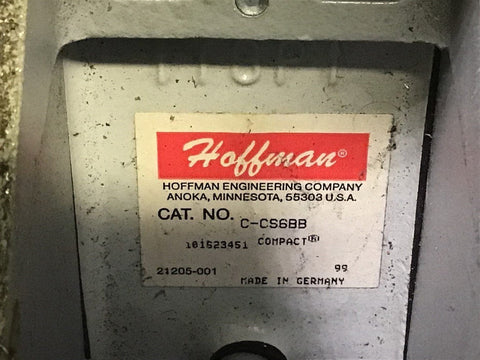 Hoffman®
HOFFMAN ENGINEERING COMPANY
ANOKA, MINNESOTA, 55303 U.S.A.
CAT. NO. C-CS6BB
101523451 COMPACT®
21205-001 99
MADE IN GERMANY